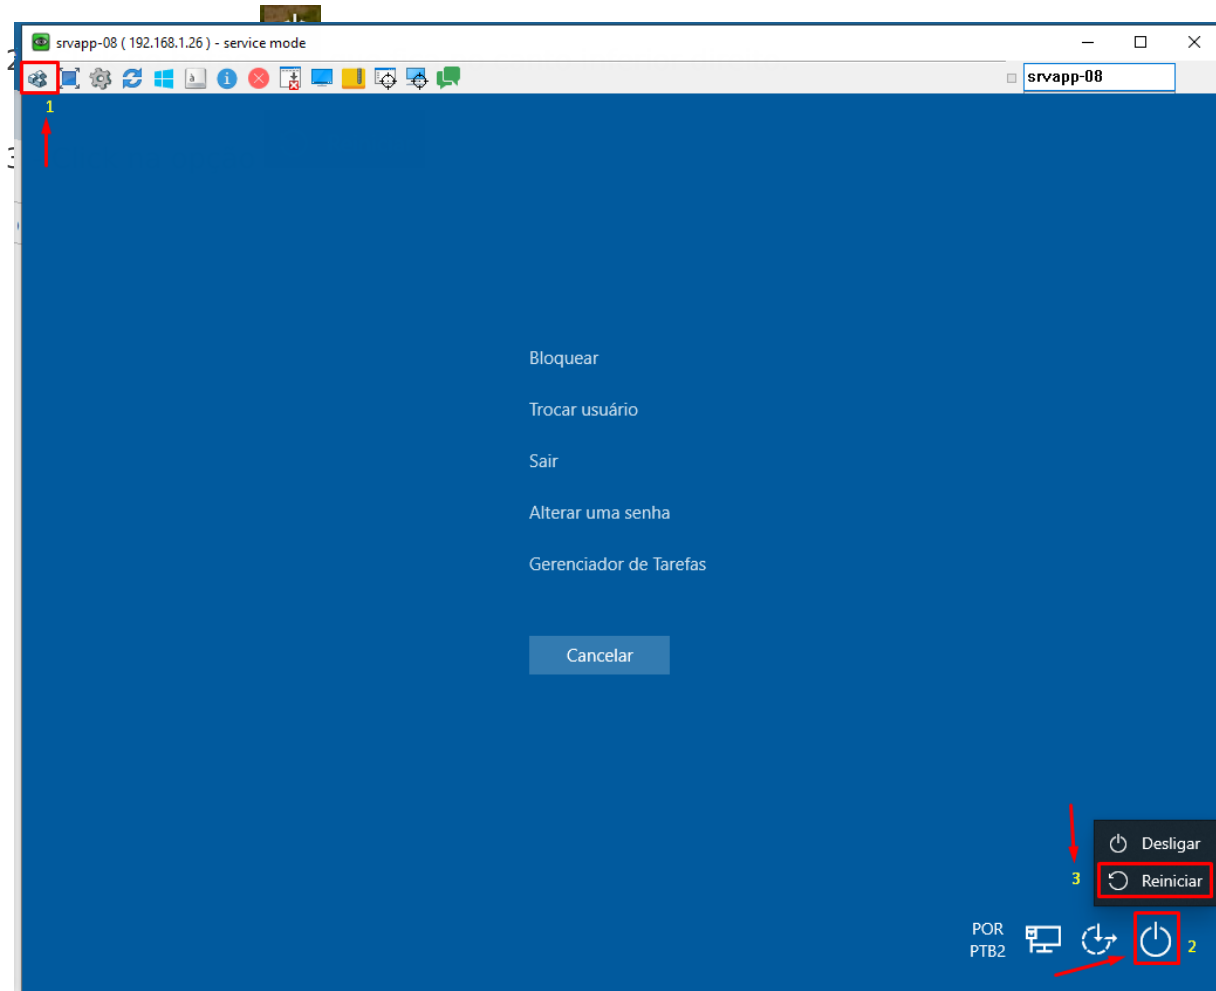 srvapp-08 ( 192.168.1.26 ) - service mode
srvapp-08
1
Bloquear
Trocar usuário
Sair
Alterar uma senha
Gerenciador de Tarefas
Cancelar
Desligar
3
Reiniciar
POR
PTB2
2